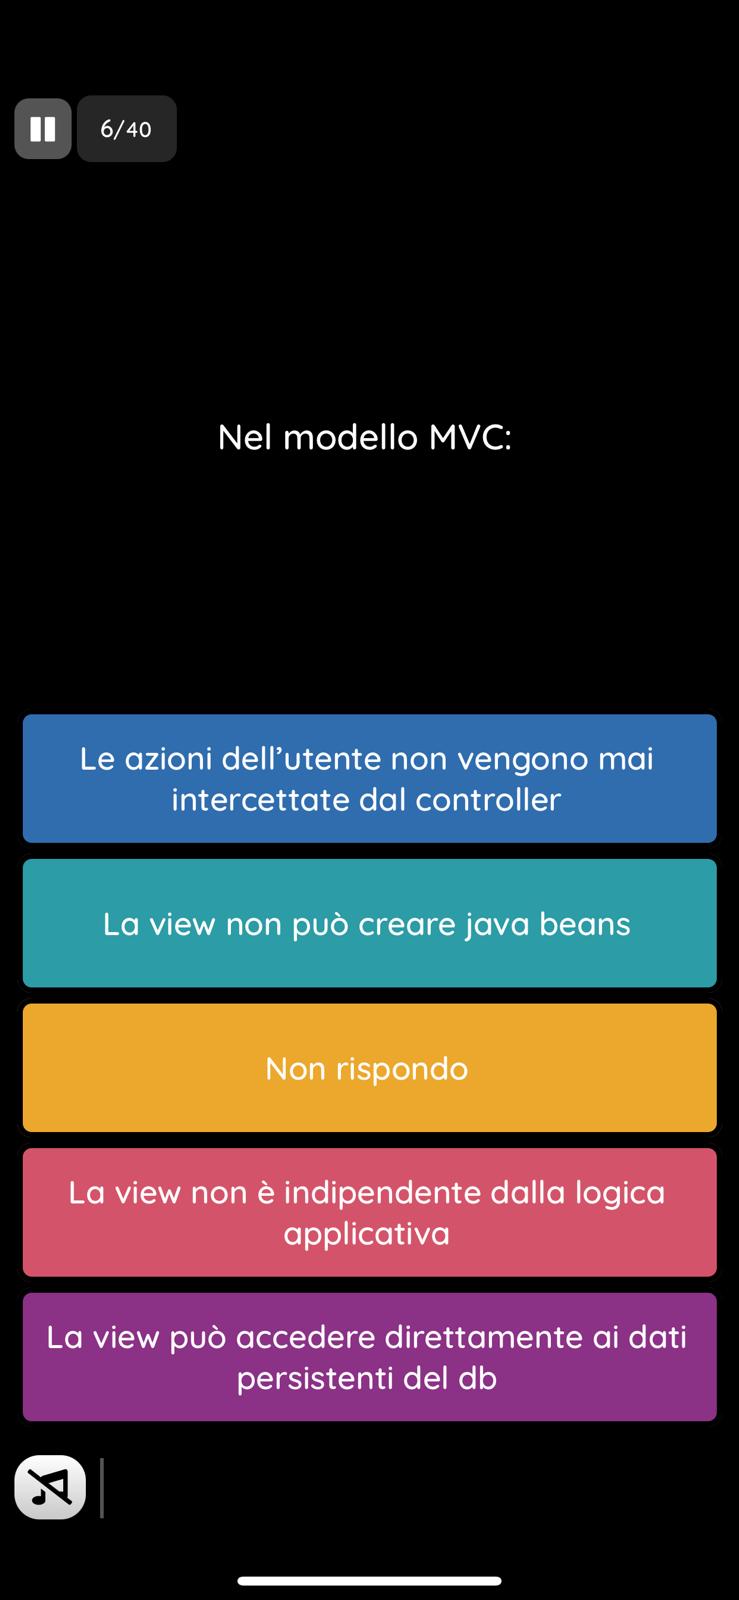 6/40
Nel modello MVC:
Le azioni dell’utente non vengono mai
intercettate dal controller
La view non può creare java beans
Non rispondo
La view non è indipendente dalla logica
applicativa
La view può accedere direttamente ai dati
persistenti del db